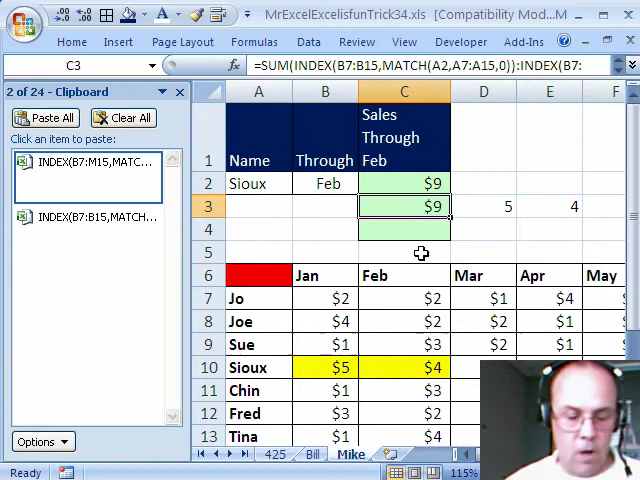 MrExcelExcelisfunTrick34.xls [Compatibility Mod...
Home Insert Page Layout Formulas Data Review View Developer Add-Ins
C3 fx =SUM(INDEX(B7:B15,MATCH(A2,A7:A15,0)):INDEX(B7:
2 of 24 - Clipboard
Paste All Clear All
Click an item to paste:
INDEX(B7:M15,MATC...
INDEX(B7:B15,MATCH...
Options
A B C D E F
1 Name Through Sales Through Feb
2 Sioux Feb $9
3 $9 5 4
4
5
6 Jan Feb Mar Apr May
7 Jo $2 $2 $1 $4
8 Joe $4 $2 $2 $1
9 Sue $1 $3 $2 $1
10 Sioux $5 $4
11 Chin $1 $3
12 Fred $3 $2
13 Tina $1 $4
425 Bill Mike
Ready 115%